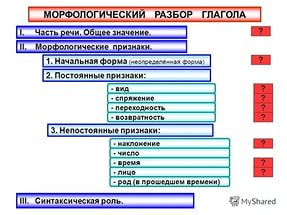 МОРФОЛОГИЧЕСКИЙ РАЗБОР ГЛАГОЛА
I. Часть речи. Общее значение. ?
II. Морфологические признаки.
1. Начальная форма (неопределённая форма) ?
2. Постоянные признаки:
- вид ?
- спряжение ?
- переходность ?
- возвратность ?
3. Непостоянные признаки:
- наклонение ?
- число
- время ?
- лицо ?
- род (в прошедшем времени)
III. Синтаксическая роль. ?
MyShared